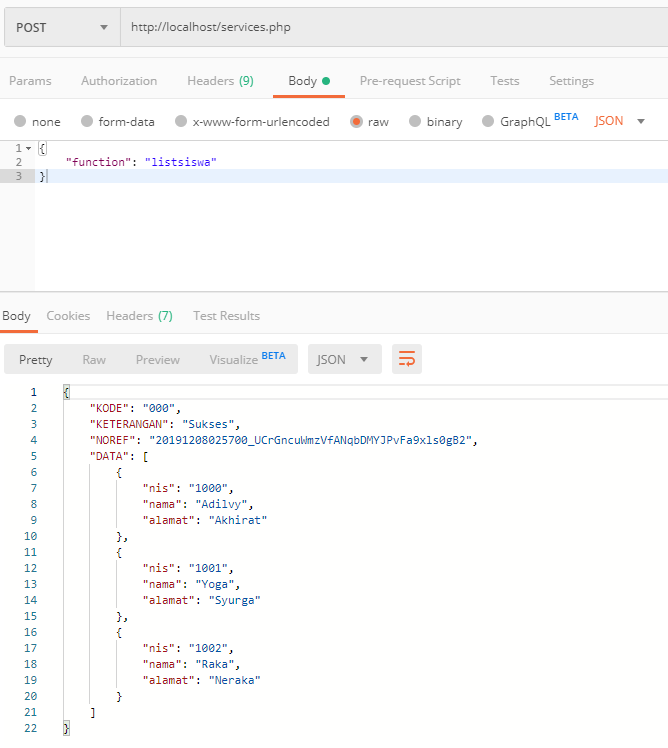 POST http://localhost/services.php
Params Authorization Headers (9) Body Pre-request Script Tests Settings
none form-data x-www-form-urlencoded raw binary GraphQL BETA JSON
1 {
2 "function": "listsiswa"
3 }
Body Cookies Headers (7) Test Results
Pretty Raw Preview Visualize BETA JSON
1 {
2 "KODE": "000",
3 "KETERANGAN": "Sukses",
4 "NOREF": "20191208025700_UCrGncuWmzVfANqbDMYJPvFa9xls0gB2",
5 "DATA": [
6 {
7 "nis": "1000",
8 "nama": "Adilvy",
9 "alamat": "Akhirat"
10 },
11 {
12 "nis": "1001",
13 "nama": "Yoga",
14 "alamat": "Syurga"
15 },
16 {
17 "nis": "1002",
18 "nama": "Raka",
19 "alamat": "Neraka"
20 }
21 ]
22 }